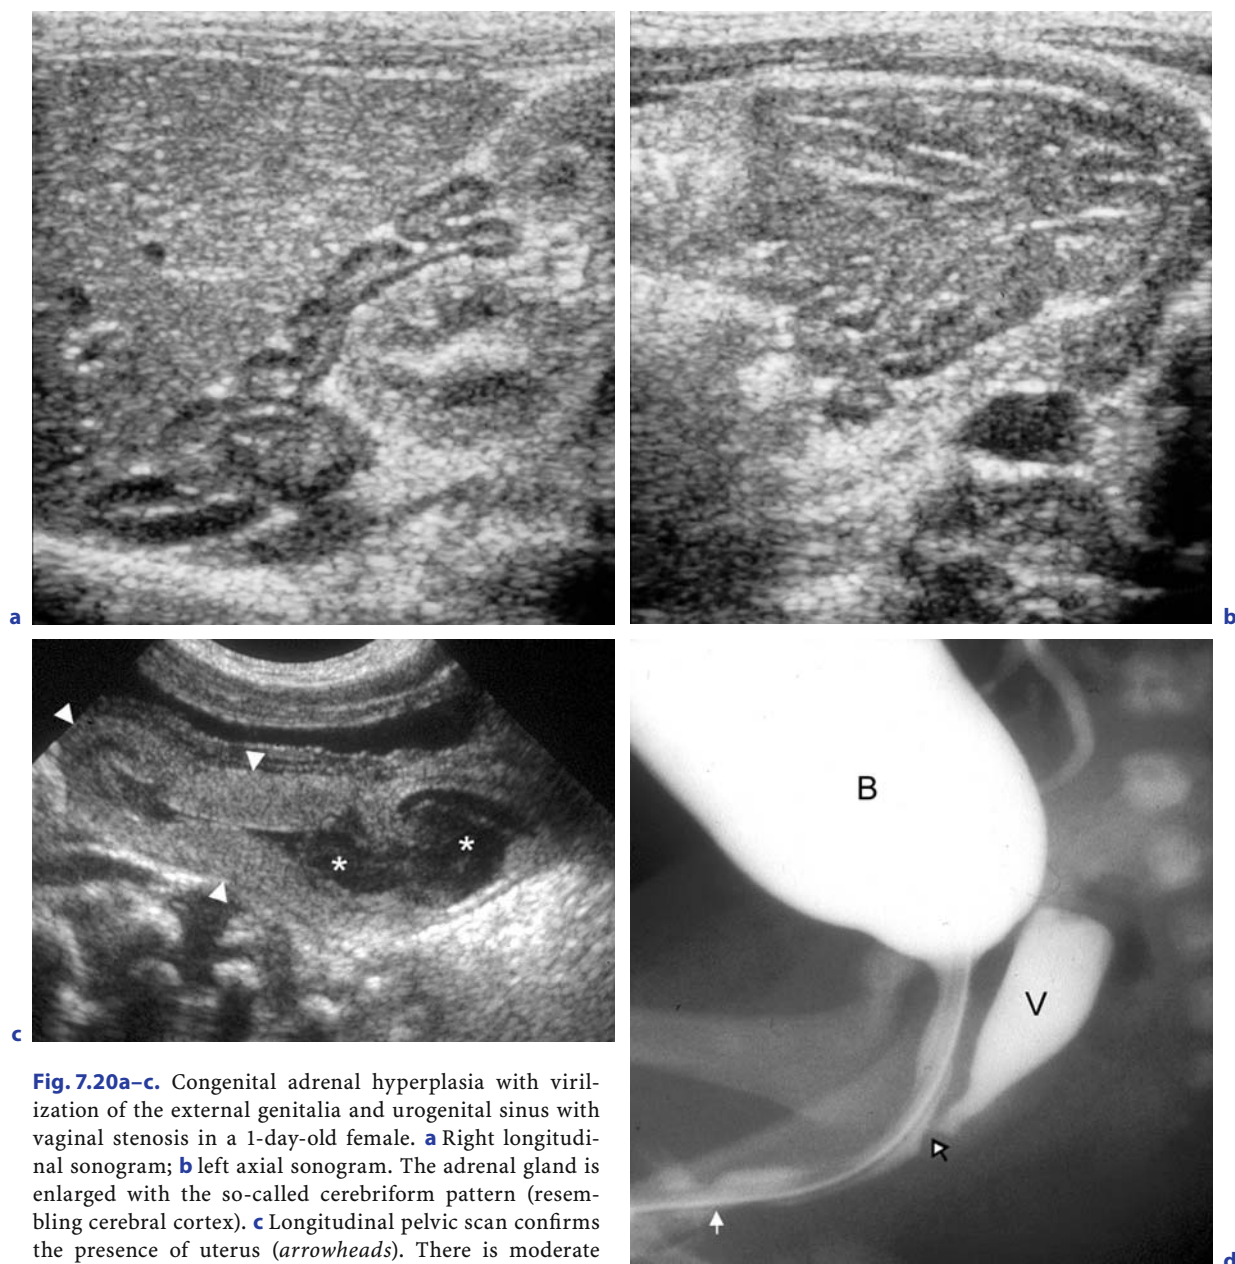 a
b
*
*
c
B
V
d
Fig. 7.20a–c. Congenital adrenal hyperplasia with viril-
ization of the external genitalia and urogenital sinus with
vaginal stenosis in a 1-day-old female. a Right longitudi-
nal sonogram; b left axial sonogram. The adrenal gland is
enlarged with the so-called cerebriform pattern (resem-
bling cerebral cortex). c Longitudinal pelvic scan confirms
the presence of uterus (arrowheads). There is moderate